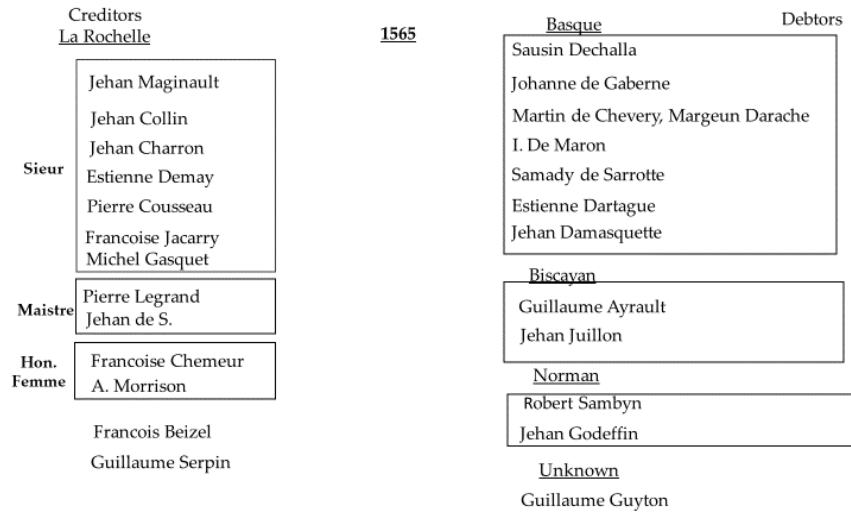 Creditors
La Rochelle
1565
Sieur
Jehan Maginault
Jehan Collin
Jehan Charron
Estienne Demay
Pierre Cousseau
Francoise Jacarry
Michel Gasquet
Maistre
Pierre Legrand
Jehan de S.
Hon.
Femme
Francoise Chemeur
A. Morrison
Francois Beizel
Guillaume Serpin
Debtors
Basque
Sausin Dechalla
Johanne de Gaberne
Martin de Chevery, Margeun Darache
I. De Maron
Samady de Sarrotte
Estienne Dartague
Jehan Damasquette
Biscayan
Guillaume Ayrault
Jehan Juillon
Norman
Robert Sambyn
Jehan Godeffin
Unknown
Guillaume Guyton